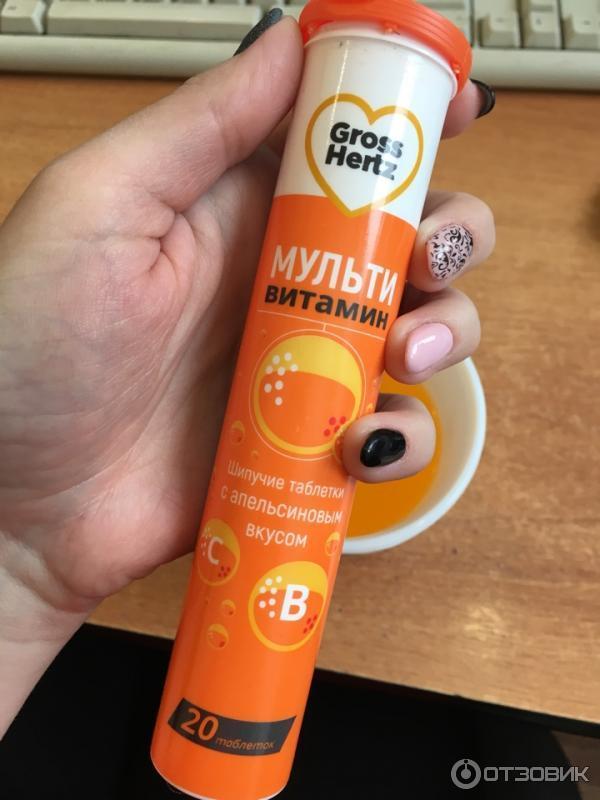 Gross
Hertz
МУЛЬТИ
витамин
Шипучие таблетки
с апельсиновым
вкусом
C
B
20 таблеток
ОТЗОВИК